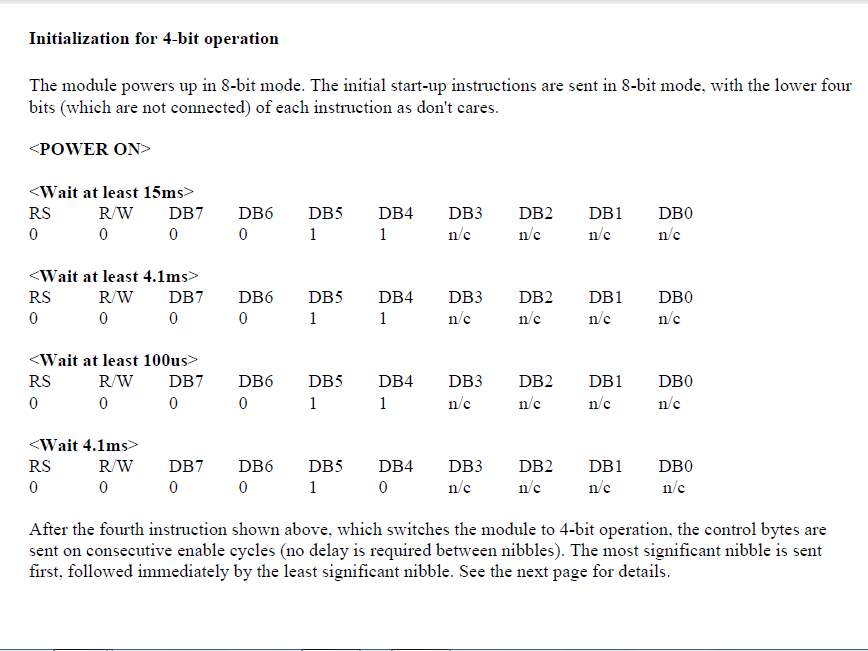 Initialization for 4-bit operation
The module powers up in 8-bit mode. The initial start-up instructions are sent in 8-bit mode, with the lower four
bits (which are not connected) of each instruction as don't cares.
<POWER ON>
<Wait at least 15ms>
RS R/W DB7 DB6 DB5 DB4 DB3 DB2 DB1 DB0
0 0 0 0 1 1 n/c n/c n/c n/c
<Wait at least 4.1ms>
RS R/W DB7 DB6 DB5 DB4 DB3 DB2 DB1 DB0
0 0 0 0 1 1 n/c n/c n/c n/c
<Wait at least 100us>
RS R/W DB7 DB6 DB5 DB4 DB3 DB2 DB1 DB0
0 0 0 0 1 1 n/c n/c n/c n/c
<Wait 4.1ms>
RS R/W DB7 DB6 DB5 DB4 DB3 DB2 DB1 DB0
0 0 0 0 1 0 n/c n/c n/c n/c
After the fourth instruction shown above, which switches the module to 4-bit operation, the control bytes are
sent on consecutive enable cycles (no delay is required between nibbles). The most significant nibble is sent
first, followed immediately by the least significant nibble. See the next page for details.